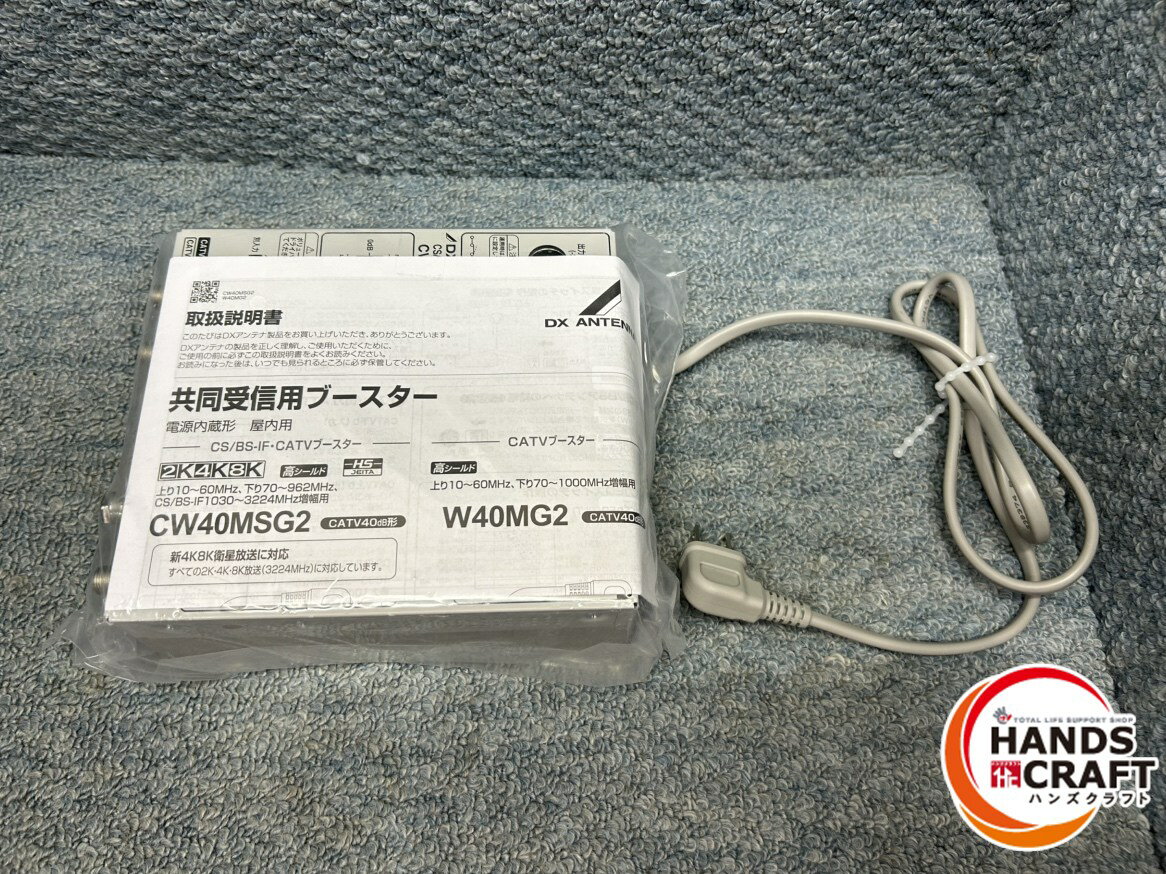 CATV
CW40MSG2
W40MG2
取扱説明書
DX ANTENN
このたびはDXアンテナ製品をお買い上げいただき、ありがとうございます。
DXアンテナの製品を正しく理解し、ご使用いただくために、
ご使用の前に必ずこの取扱説明書をよくお読みください。
お読みになった後は、いつでも見られるところに必ず保管してください。
共同受信用ブースター
電源内蔵形 屋内用
CS/BS-IF・CATVブースター
2K4K8K 高シールド HS JEITA
上り10〜60MHz、下り70〜962MHz、
CS/BS-IF1030〜3224MHz増幅用
CW40MSG2 CATV40dB形
新4K8K衛星放送に対応
すべての2K・4K・8K放送(3224MHz)に対応しています。
CATVブースター
高シールド
上り10〜60MHz、下り70〜1000MHz増幅用
W40MG2 CATV40dB
TOTAL LIFE SUPPORT SHOP
HANDS
CRAFT
ハンズクラフト